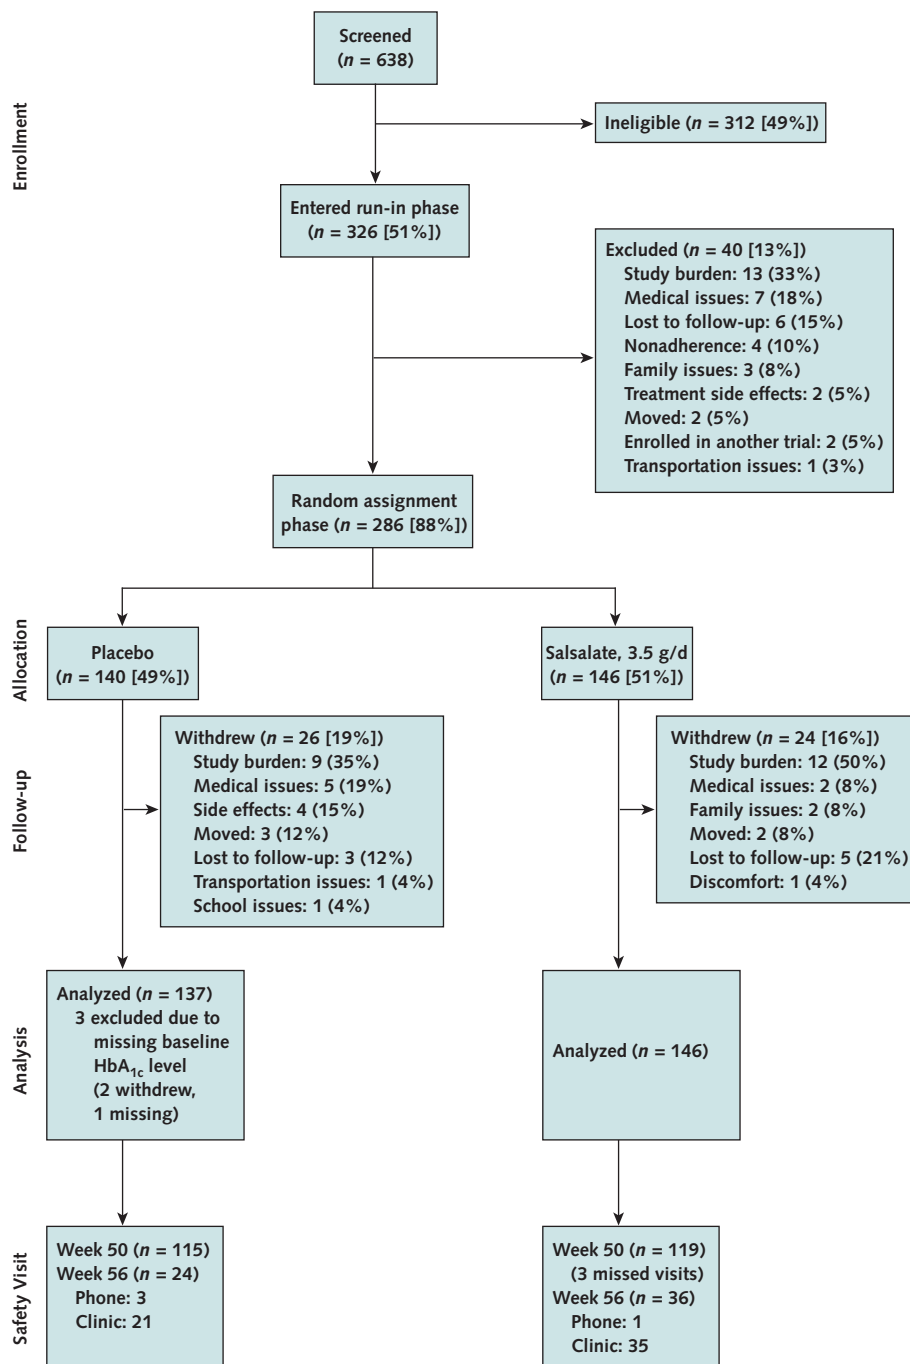 Enrollment
Screened
(n = 638)
Ineligible (n = 312 [49%])
Entered run-in phase
(n = 326 [51%])
Excluded (n = 40 [13%])
Study burden: 13 (33%)
Medical issues: 7 (18%)
Lost to follow-up: 6 (15%)
Nonadherence: 4 (10%)
Family issues: 3 (8%)
Treatment side effects: 2 (5%)
Moved: 2 (5%)
Enrolled in another trial: 2 (5%)
Transportation issues: 1 (3%)
Random assignment
phase (n = 286 [88%])
Allocation
Placebo
(n = 140 [49%])
Salsalate, 3.5 g/d
(n = 146 [51%])
Follow-up
Withdrew (n = 26 [19%])
Study burden: 9 (35%)
Medical issues: 5 (19%)
Side effects: 4 (15%)
Moved: 3 (12%)
Lost to follow-up: 3 (12%)
Transportation issues: 1 (4%)
School issues: 1 (4%)
Withdrew (n = 24 [16%])
Study burden: 12 (50%)
Medical issues: 2 (8%)
Family issues: 2 (8%)
Moved: 2 (8%)
Lost to follow-up: 5 (21%)
Discomfort: 1 (4%)
Analysis
Analyzed (n = 137)
3 excluded due to
missing baseline
HbA1c level
(2 withdrew,
1 missing)
Analyzed (n = 146)
Safety Visit
Week 50 (n = 115)
Week 56 (n = 24)
Phone: 3
Clinic: 21
Week 50 (n = 119)
(3 missed visits)
Week 56 (n = 36)
Phone: 1
Clinic: 35